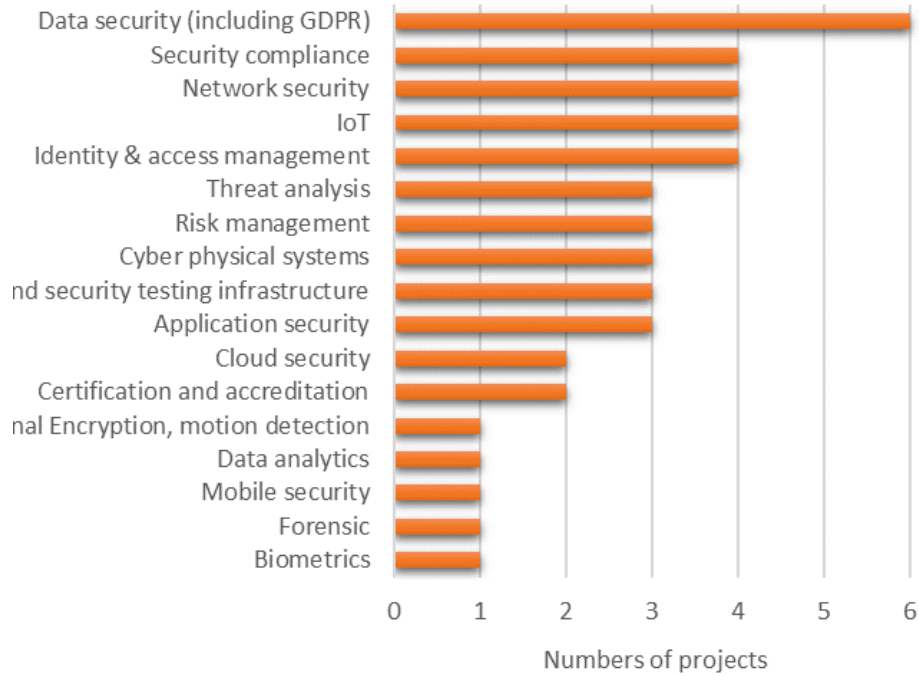 Data security (including GDPR)
Security compliance
Network security
IoT
Identity & access management
Threat analysis
Risk management
Cyber physical systems
nd security testing infrastructure
Application security
Cloud security
Certification and accreditation
nal Encryption, motion detection
Data analytics
Mobile security
Forensic
Biometrics
0 1 2 3 4 5 6
Numbers of projects